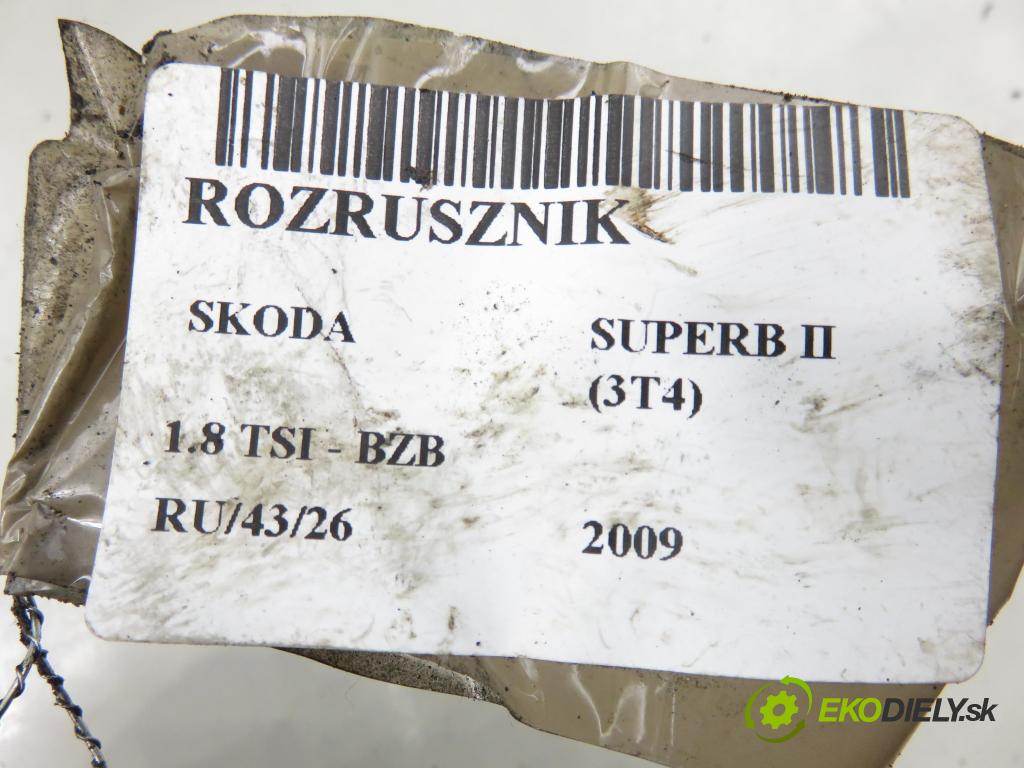 ROZRUSZNIK
SKODA
SUPERB II
(3T4)
1.8 TSI - BZB
RU/43/26
2009
EKODIELY.sk